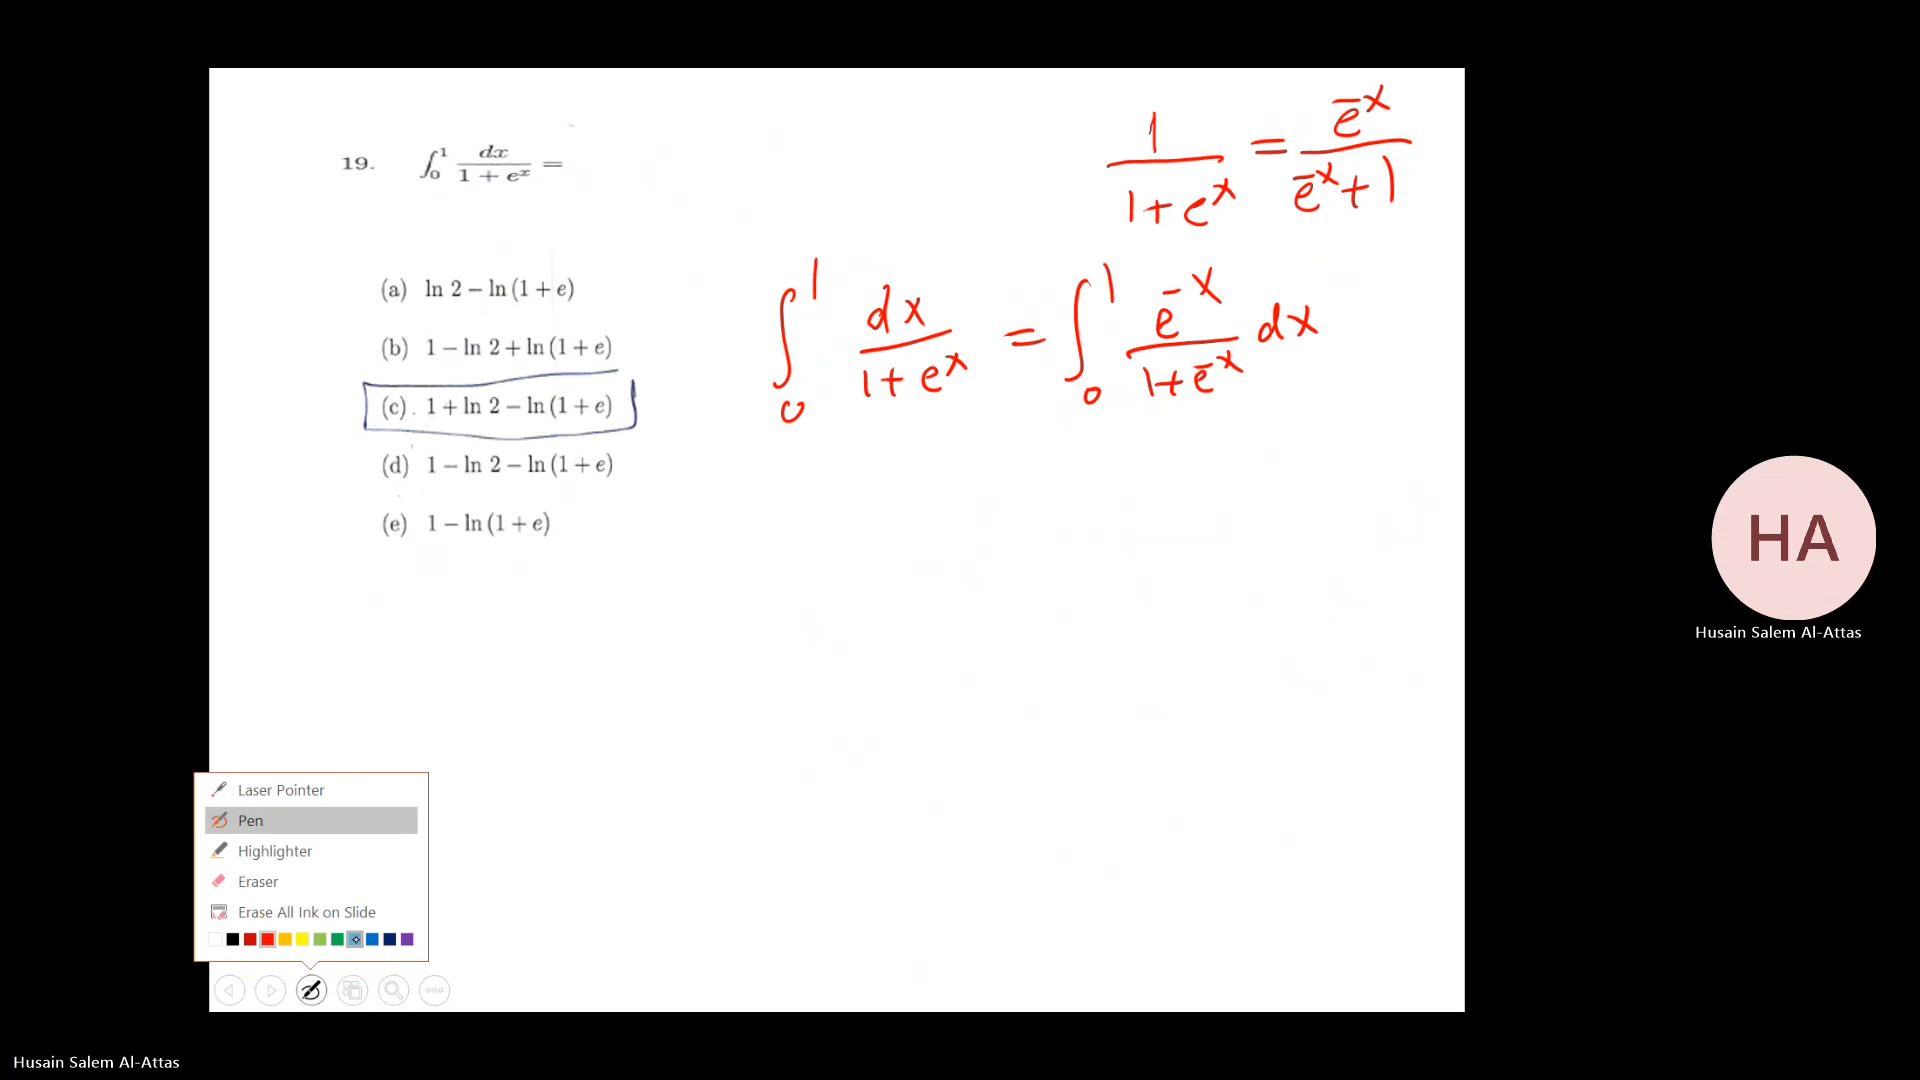 19. ∫₀¹ dx / (1 + eˣ) =
(a) ln 2 − ln (1 + e)
(b) 1 − ln 2 + ln (1 + e)
(c). 1 + ln 2 − ln (1 + e)
(d) 1 − ln 2 − ln (1 + e)
(e) 1 − ln (1 + e)
1 / (1 + eˣ) = e⁻ˣ / (e⁻ˣ + 1)
∫₀¹ dx / (1 + eˣ) = ∫₀¹ e⁻ˣ / (1 + e⁻ˣ) dx
HA
Husain Salem Al-Attas
Laser Pointer
Pen
Highlighter
Eraser
Erase All Ink on Slide
Husain Salem Al-Attas